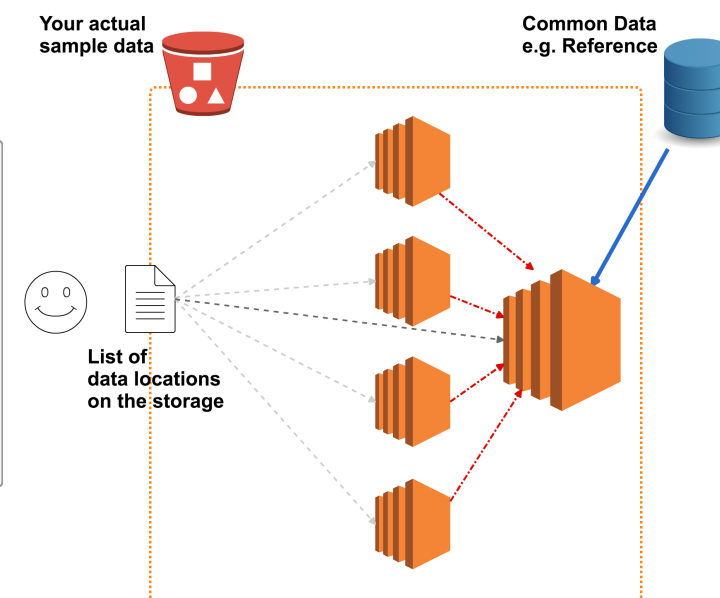 Your actual
sample data
Common Data
e.g. Reference
List of
data locations
on the storage